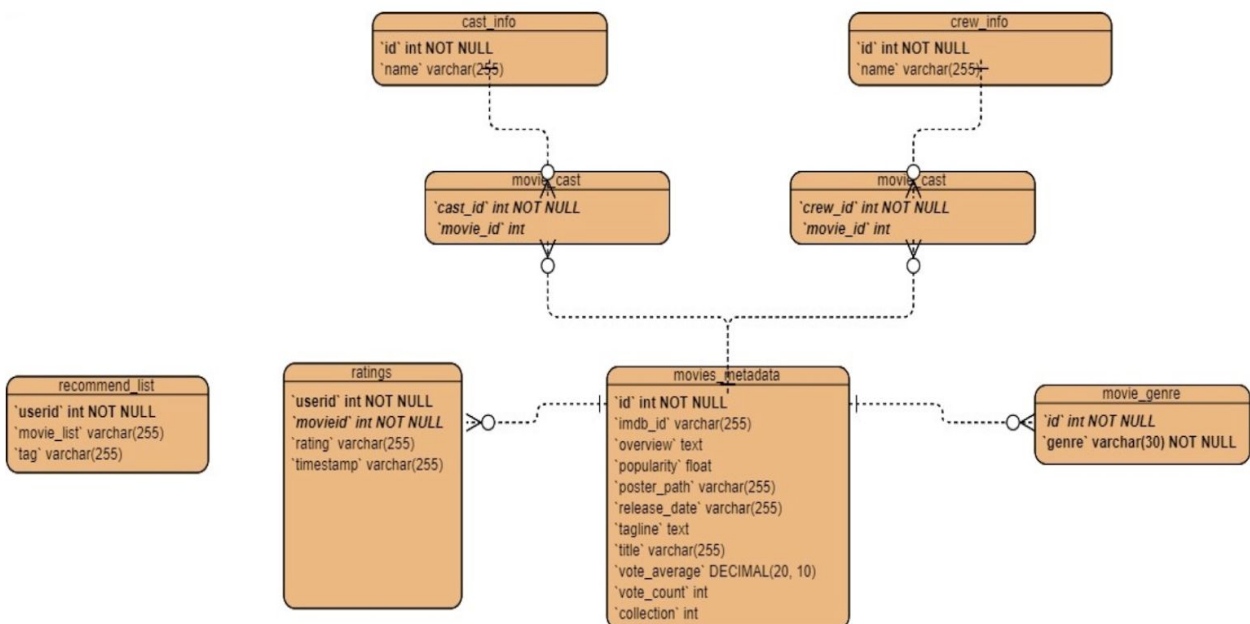 cast_info
`id` int NOT NULL
`name` varchar(255)
crew_info
`id` int NOT NULL
`name` varchar(255)
movie_cast
`cast_id` int NOT NULL
`movie_id` int
movie_cast
`crew_id` int NOT NULL
`movie_id` int
recommend_list
`userid` int NOT NULL
`movie_list` varchar(255)
`tag` varchar(255)
ratings
`userid` int NOT NULL
`movieid` int NOT NULL
`rating` varchar(255)
`timestamp` varchar(255)
movies_metadata
`id` int NOT NULL
`imdb_id` varchar(255)
`overview` text
`popularity` float
`poster_path` varchar(255)
`release_date` varchar(255)
`tagline` text
`title` varchar(255)
`vote_average` DECIMAL(20, 10)
`vote_count` int
`collection` int
movie_genre
`id` int NOT NULL
`genre` varchar(30) NOT NULL